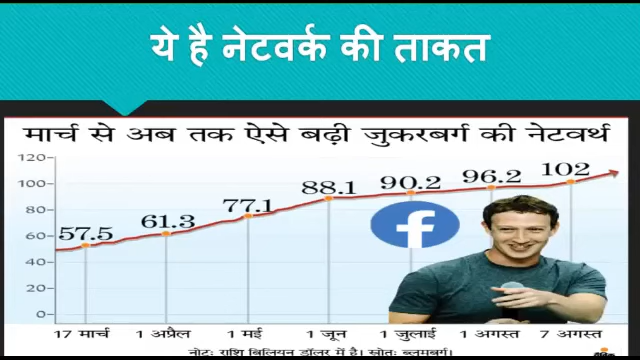 ये है नेटवर्क की ताकत
मार्च से अब तक ऐसे बढ़ी जुकरबर्ग की नेटवर्थ
120
100
80
60
40
20
0
57.5
61.3
77.1
88.1
90.2
96.2
102
f
17 मार्च 1 अप्रैल 1 मई 1 जून 1 जुलाई 1 अगस्त 7 अगस्त
नोट: राशि बिलियन डॉलर में है। स्रोत: ब्लूमबर्ग।